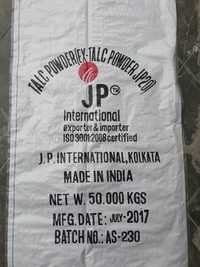 TALC POWDER(EX-TALC POWDER JP20)
JP TM
International
exporter & importer
ISO 9001:2008 certified
J.P. INTERNATIONAL, KOLKATA
MADE IN INDIA
NET W. 50.000 KGS
MFG. DATE: JULY-2017
BATCH NO.: AS-230